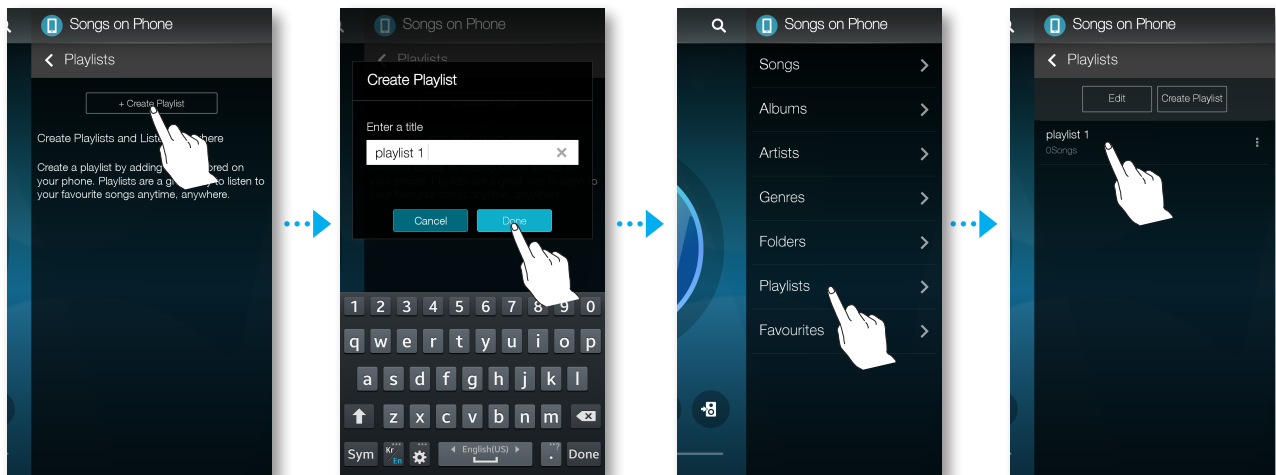 Songs on Phone
Playlists
+ Create Playlist
Create Playlists and Listen
here
Create a playlist by adding
ored on
your phone. Playlists are a
to listen to
your favourite songs anytime, anywhere.
Songs on Phone
Playlists
Create Playlist
Enter a title
playlist 1
Cancel
Done
1 2 3 4 5 6 7 8 9 0
q w e r t y u i o p
a s d f g h j k l
z x c v b n m
Sym Kr En English(US) . Done
Songs on Phone
Songs
Albums
Artists
Genres
Folders
Playlists
Favourites
Songs on Phone
Playlists
Edit Create Playlist
playlist 1
0Songs